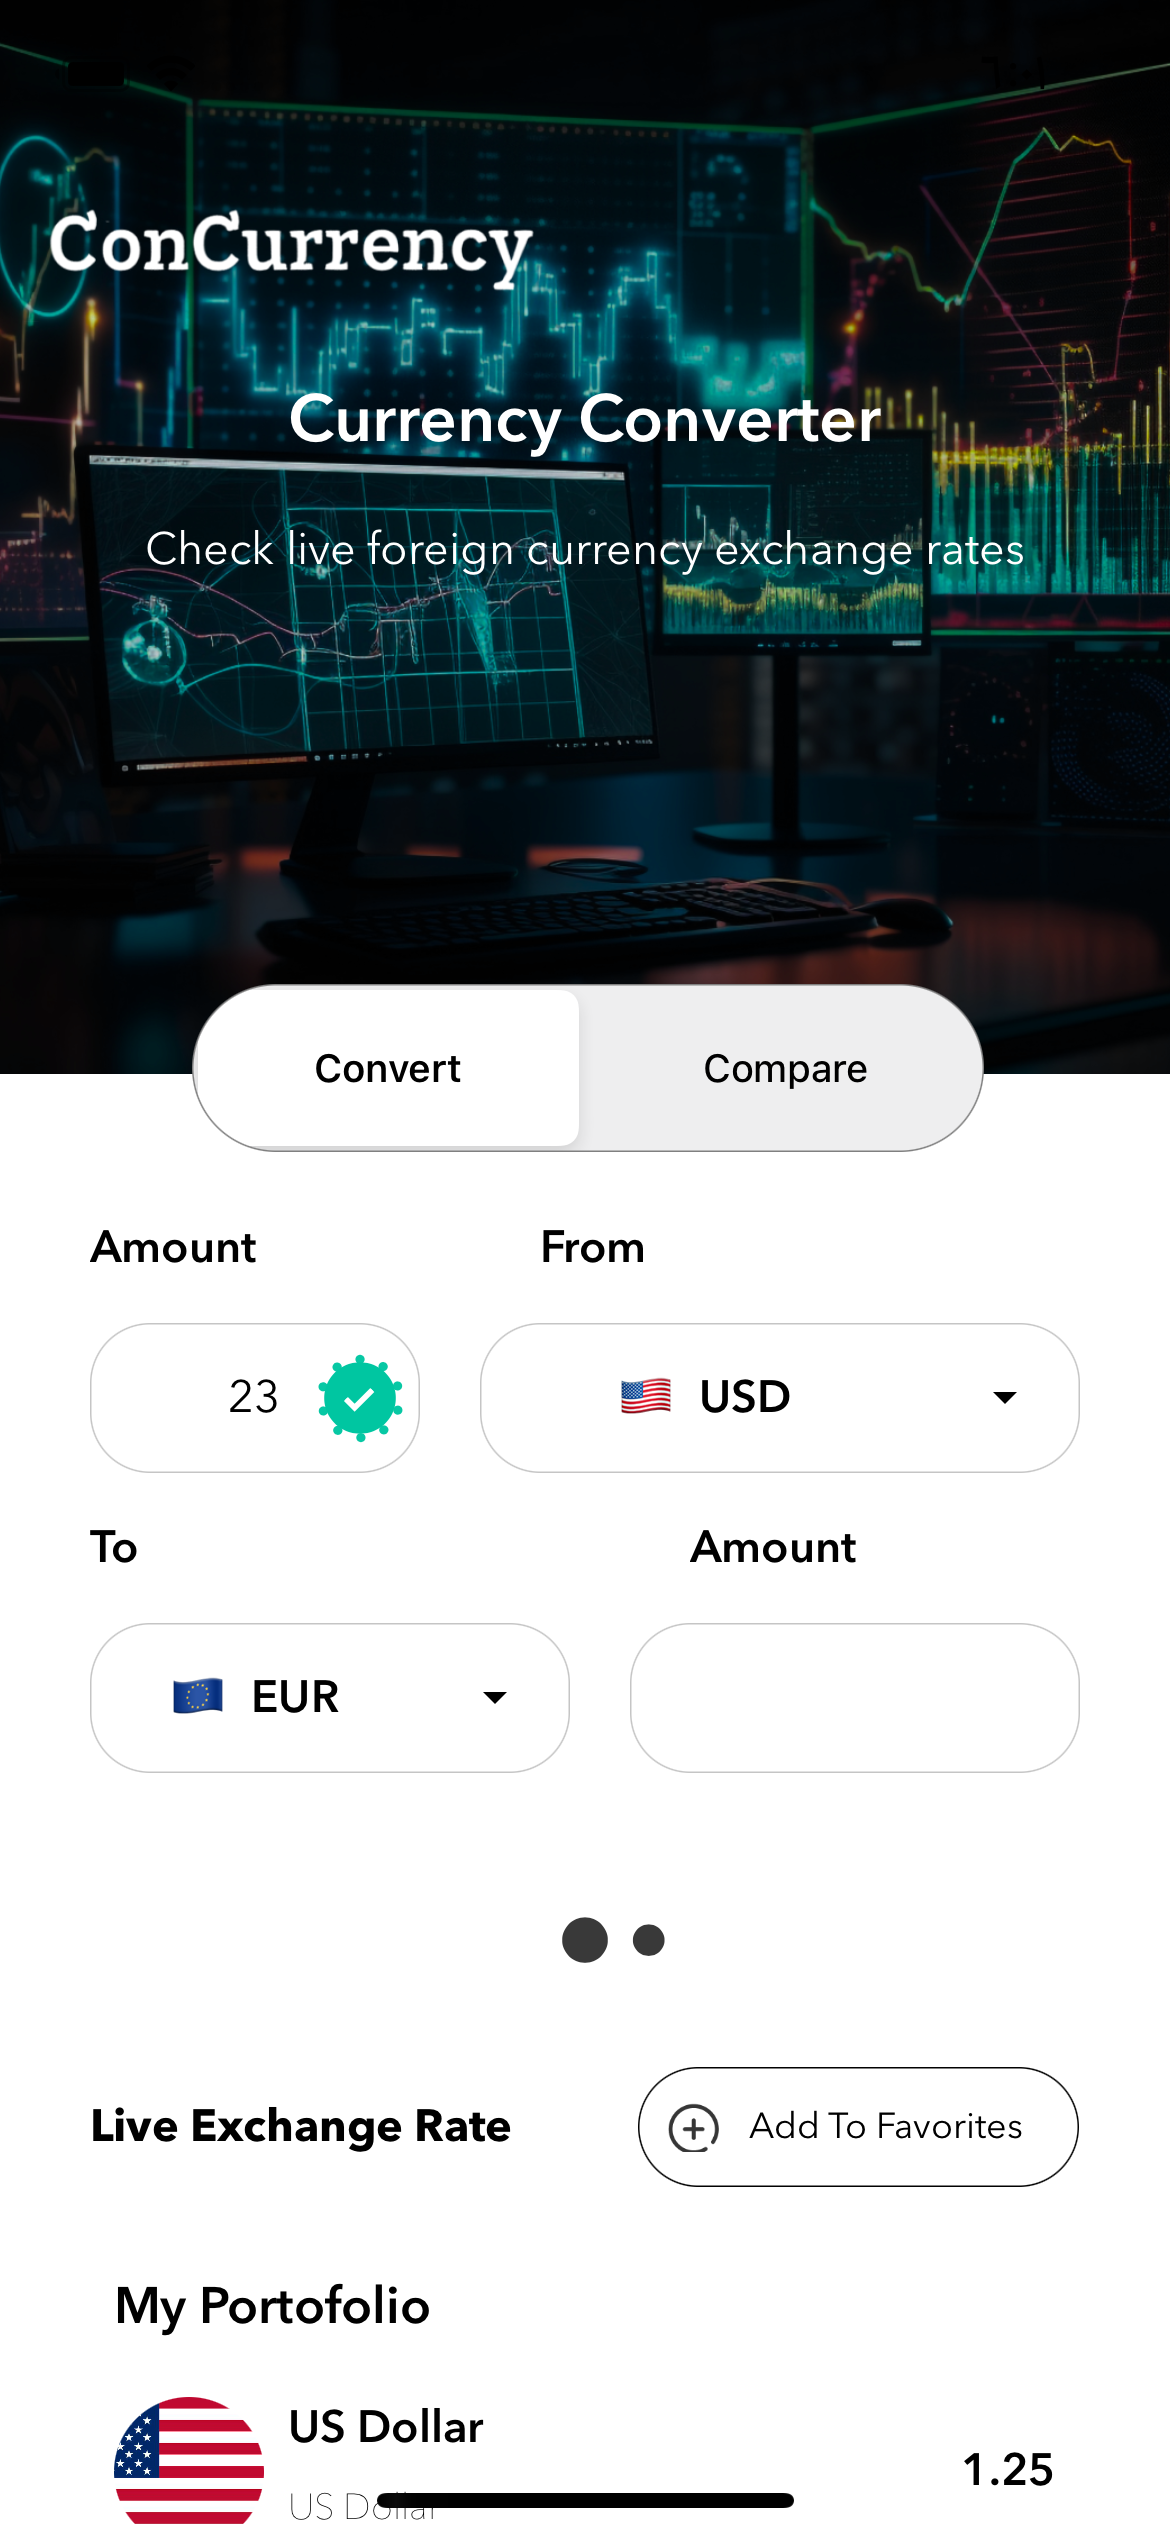 ConCurrency
Currency Converter
Check live foreign currency exchange rates
Convert
Compare
Amount
From
23
USD
To
Amount
EUR
Live Exchange Rate
Add To Favorites
My Portofolio
US Dollar
1.25
US Dollar